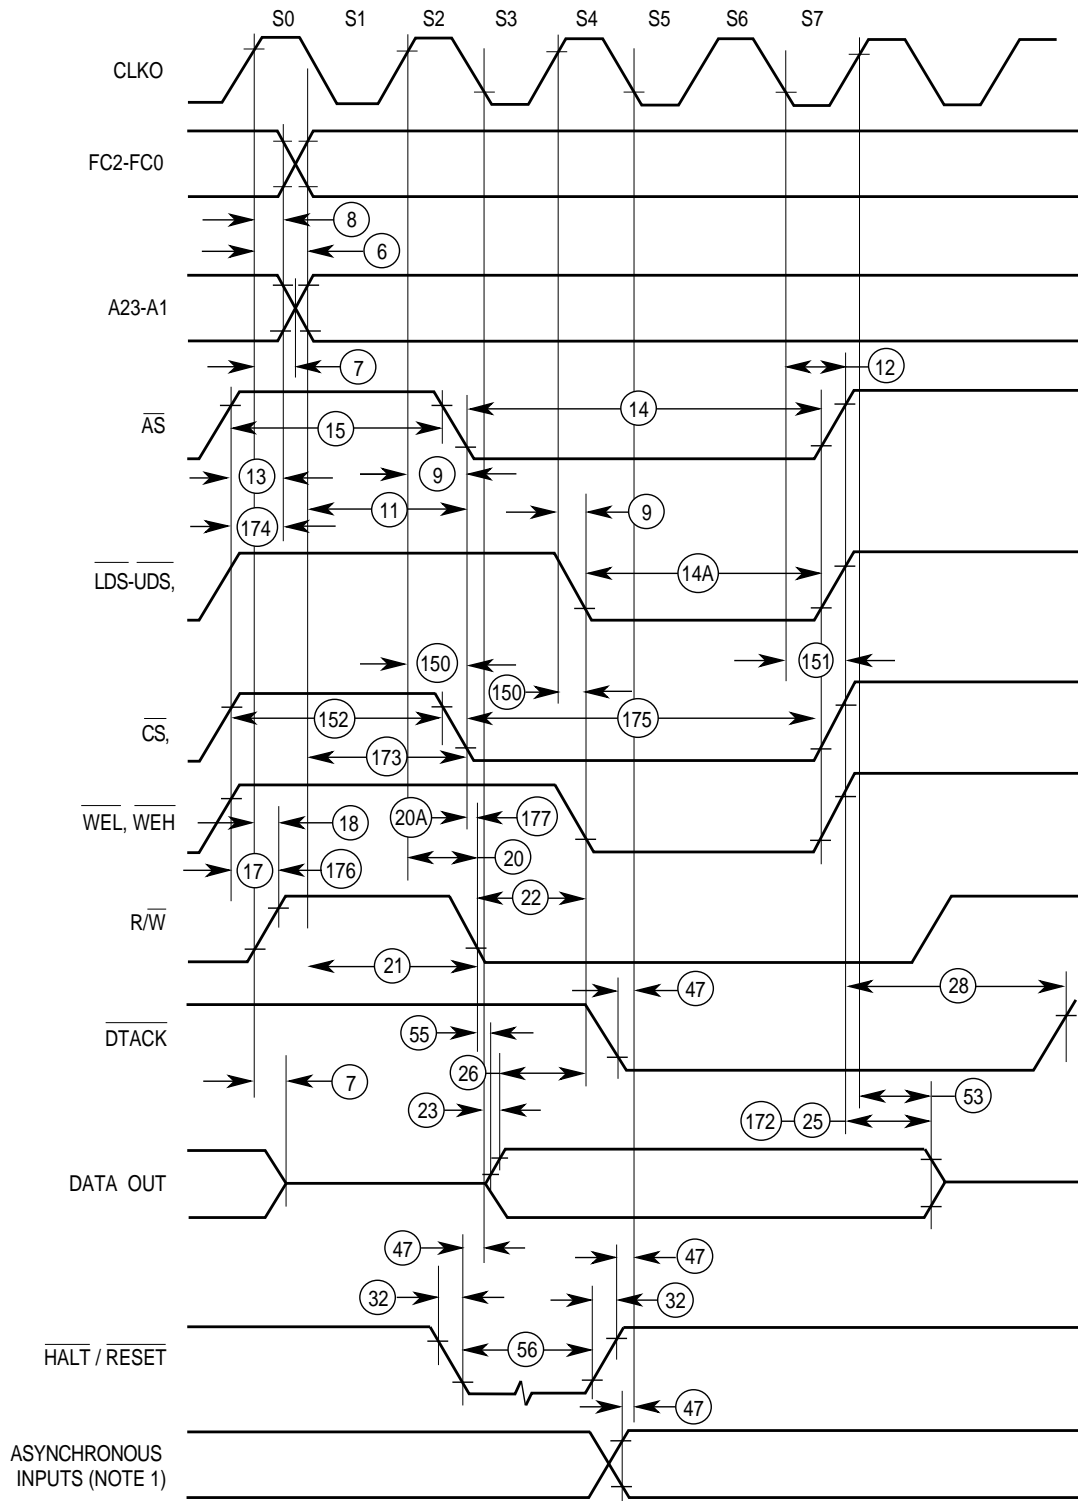 S0 S1 S2 S3 S4 S5 S6 S7
CLKO
FC2-FC0
8
6
A23-A1
7
12
AS
14
15
13
9
11
9
174
LDS-UDS,
14A
150
151
150
CS,
152
175
173
WEL, WEH
18
20A
177
20
17
176
22
R/W
21
47
28
DTACK
55
26
7
23
53
172
25
DATA OUT
47
47
32
32
HALT / RESET
56
47
ASYNCHRONOUS
INPUTS (NOTE 1)